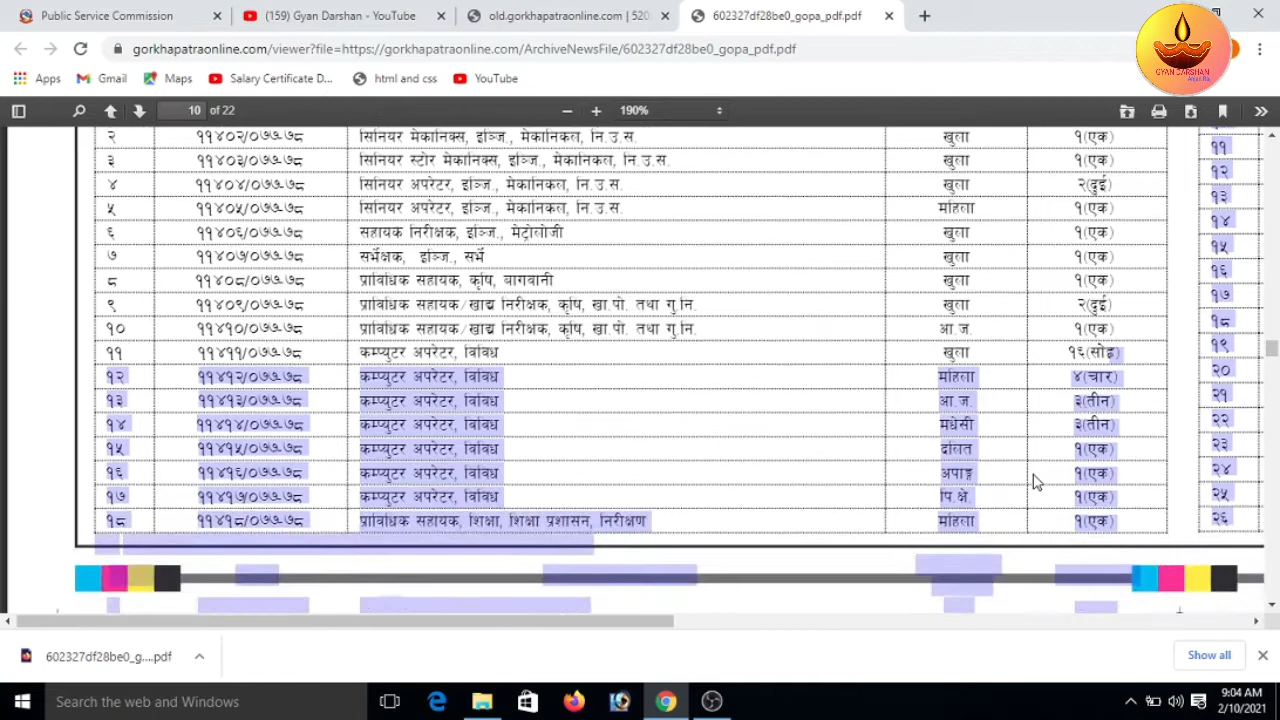 Public Service Commission
(159) Gyan Darshan - YouTube
old.gorkhapatraonline.com | 520
602327df28be0_gopa_pdf.pdf
gorkhapatraonline.com/viewer?file=https://gorkhapatraonline.com/ArchiveNewsFile/602327df28be0_gopa_pdf.pdf
GYAN DARSHAN
Apps Gmail Maps Salary Certificate D... html and css YouTube
10 of 22 190%
२ ११४०२/०७७-७८ सिनियर मेकानिक्स, इञ्जि., मेकानिकल, नि.उ.स. खुला १(एक)
३ ११४०३/०७७-७८ सिनियर स्टोर मेकानिक्स, इञ्जि., मेकानिकल, नि.उ.स. खुला १(एक) ११
४ ११४०४/०७७-७८ सिनियर अपरेटर, इञ्जि., मेकानिकल, नि.उ.स. खुला २(दुई) १२
५ ११४०५/०७७-७८ सिनियर अपरेटर, इञ्जि., मेकानिकल, नि.उ.स. महिला १(एक) १३
६ ११४०६/०७७-७८ सहायक निरीक्षक, इञ्जि., मेट्रोलोजी खुला १(एक) १४
७ ११४०७/०७७-७८ सर्भेक्षक, इञ्जि., सर्भे खुला १(एक) १५
८ ११४०८/०७७-७८ प्राविधिक सहायक, कृषि, बागवानी खुला १(एक) १६
९ ११४०९/०७७-७८ प्राविधिक सहायक/खाद्य निरीक्षक, कृषि, खा.पो. तथा गु.नि. खुला २(दुई) १७
१० ११४१०/०७७-७८ प्राविधिक सहायक/खाद्य निरीक्षक, कृषि, खा.पो. तथा गु.नि. आ.ज. १(एक) १८
११ ११४११/०७७-७८ कम्प्युटर अपरेटर, विविध खुला १६(सोह्र) १९
१२ ११४१२/०७७-७८ कम्प्युटर अपरेटर, विविध महिला ४(चार) २०
१३ ११४१३/०७७-७८ कम्प्युटर अपरेटर, विविध आ.ज. ३(तीन) २१
१४ ११४१४/०७७-७८ कम्प्युटर अपरेटर, विविध मधेसी ३(तीन) २२
१५ ११४१५/०७७-७८ कम्प्युटर अपरेटर, विविध दलित १(एक) २३
१६ ११४१६/०७७-७८ कम्प्युटर अपरेटर, विविध अपाङ्ग १(एक) २४
१७ ११४१७/०७७-७८ कम्प्युटर अपरेटर, विविध पि.क्षे. १(एक) २५
१८ ११४१८/०७७-७८ प्राविधिक सहायक, शिक्षा, शिक्षा प्रशासन, निरीक्षण महिला १(एक) २६
602327df28be0_g....pdf Show all
Search the web and Windows
9:04 AM
2/10/2021